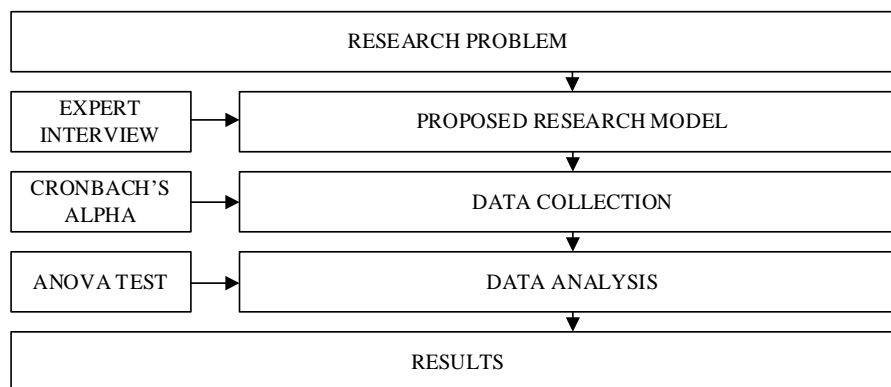 RESEARCH PROBLEM
EXPERT
INTERVIEW
PROPOSED RESEARCH MODEL
CRONBACH’S
ALPHA
DATA COLLECTION
ANOVA TEST
DATA ANALYSIS
RESULTS